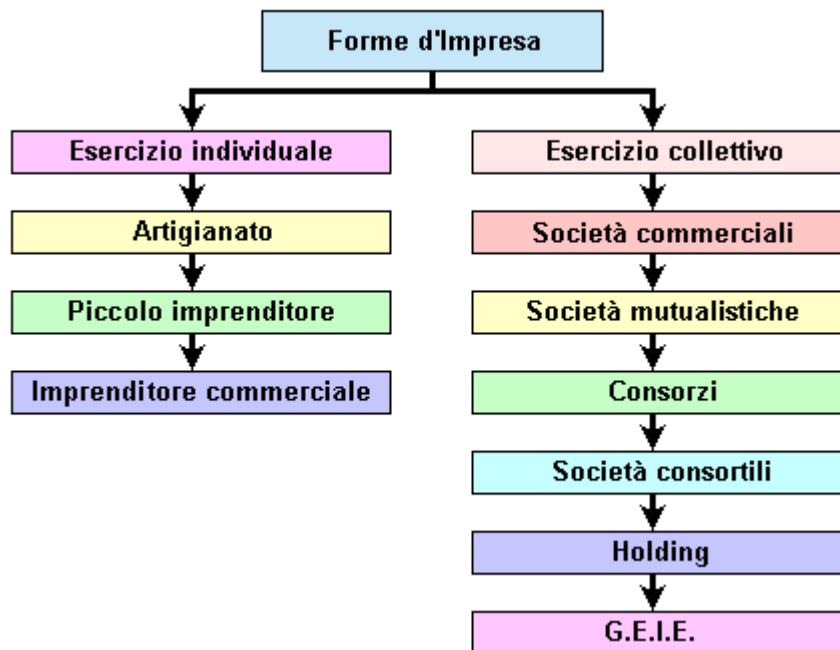 Forme d'Impresa
Esercizio individuale
Artigianato
Piccolo imprenditore
Imprenditore commerciale
Esercizio collettivo
Società commerciali
Società mutualistiche
Consorzi
Società consortili
Holding
G.E.I.E.